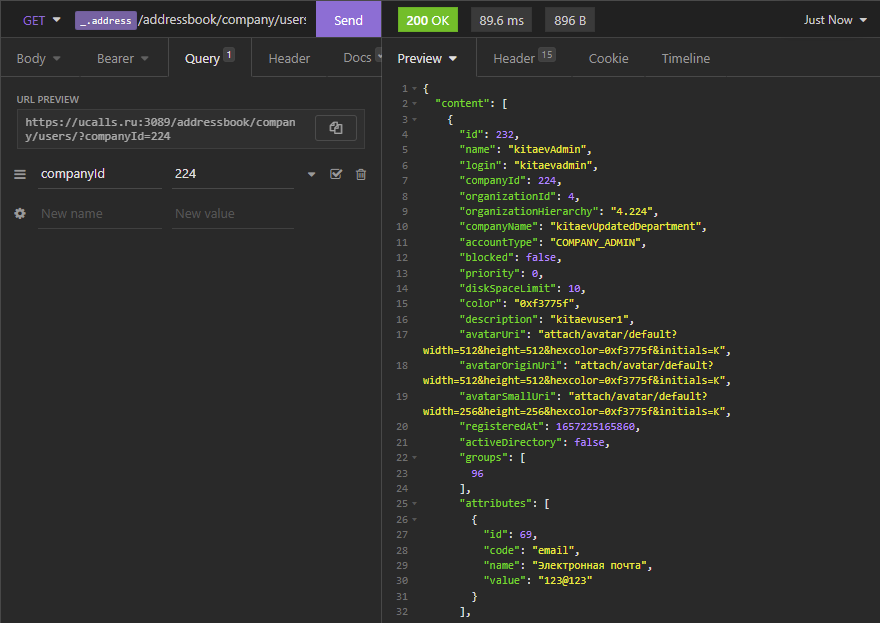 GET _.address /addressbook/company/users Send 200 OK 89.6 ms 896 B Just Now
Body Bearer Query 1 Header Docs Preview Header 15 Cookie Timeline
URL PREVIEW
https://ucalls.ru:3089/addressbook/compan
y/users/?companyId=224
companyId 224
New name New value
1 {
2 "content": [
3 {
4 "id": 232,
5 "name": "kitaevAdmin",
6 "login": "kitaevadmin",
7 "companyId": 224,
8 "organizationId": 4,
9 "organizationHierarchy": "4.224",
10 "companyName": "kitaevUpdatedDepartment",
11 "accountType": "COMPANY_ADMIN",
12 "blocked": false,
13 "priority": 0,
14 "diskSpaceLimit": 10,
15 "color": "0xf3775f",
16 "description": "kitaevuser1",
17 "avatarUri": "attach/avatar/default?
width=512&height=512&hexcolor=0xf3775f&initials=K",
18 "avatarOriginUri": "attach/avatar/default?
width=512&height=512&hexcolor=0xf3775f&initials=K",
19 "avatarSmallUri": "attach/avatar/default?
width=256&height=256&hexcolor=0xf3775f&initials=K",
20 "registeredAt": 1657225165860,
21 "activeDirectory": false,
22 "groups": [
23 96
24 ],
25 "attributes": [
26 {
27 "id": 69,
28 "code": "email",
29 "name": "Электронная почта",
30 "value": "123@123"
31 }
32 ],